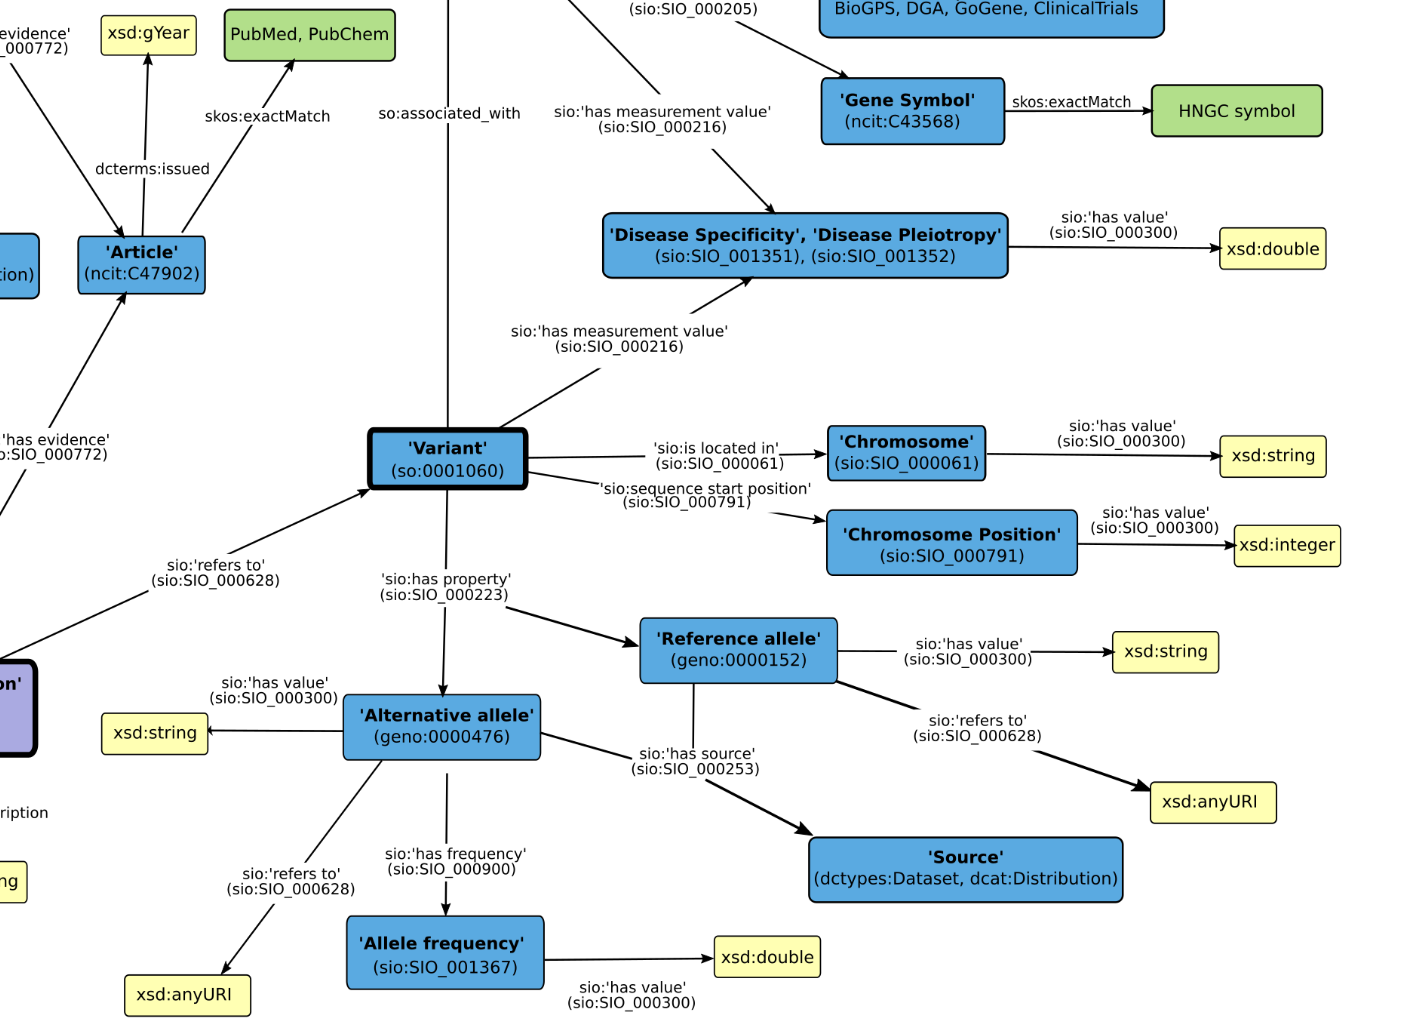 (sio:SIO_000205)
BioGPS, DGA, GoGene, ClinicalTrials
evidence'
_000772)
xsd:gYear
PubMed, PubChem
'Gene Symbol'
(ncit:C43568)
skos:exactMatch
HNGC symbol
skos:exactMatch
so:associated_with
sio:'has measurement value'
(sio:SIO_000216)
dcterms:issued
'Article'
(ncit:C47902)
tion)
'Disease Specificity', 'Disease Pleiotropy'
(sio:SIO_001351), (sio:SIO_001352)
sio:'has value'
(sio:SIO_000300)
xsd:double
sio:'has measurement value'
(sio:SIO_000216)
'has evidence'
o:SIO_000772)
'Variant'
(so:0001060)
'sio:is located in'
(sio:SIO_000061)
'Chromosome'
(sio:SIO_000061)
sio:'has value'
(sio:SIO_000300)
xsd:string
'sio:sequence start position'
(sio:SIO_000791)
'Chromosome Position'
(sio:SIO_000791)
sio:'has value'
(sio:SIO_000300)
xsd:integer
sio:'refers to'
(sio:SIO_000628)
'sio:has property'
(sio:SIO_000223)
'Reference allele'
(geno:0000152)
sio:'has value'
(sio:SIO_000300)
xsd:string
on'
sio:'has value'
(sio:SIO_000300)
xsd:string
'Alternative allele'
(geno:0000476)
sio:'refers to'
(sio:SIO_000628)
sio:'has source'
(sio:SIO_000253)
xsd:anyURI
ription
ng
sio:'has frequency'
(sio:SIO_000900)
sio:'refers to'
(sio:SIO_000628)
'Source'
(dctypes:Dataset, dcat:Distribution)
'Allele frequency'
(sio:SIO_001367)
xsd:double
sio:'has value'
(sio:SIO_000300)
xsd:anyURI